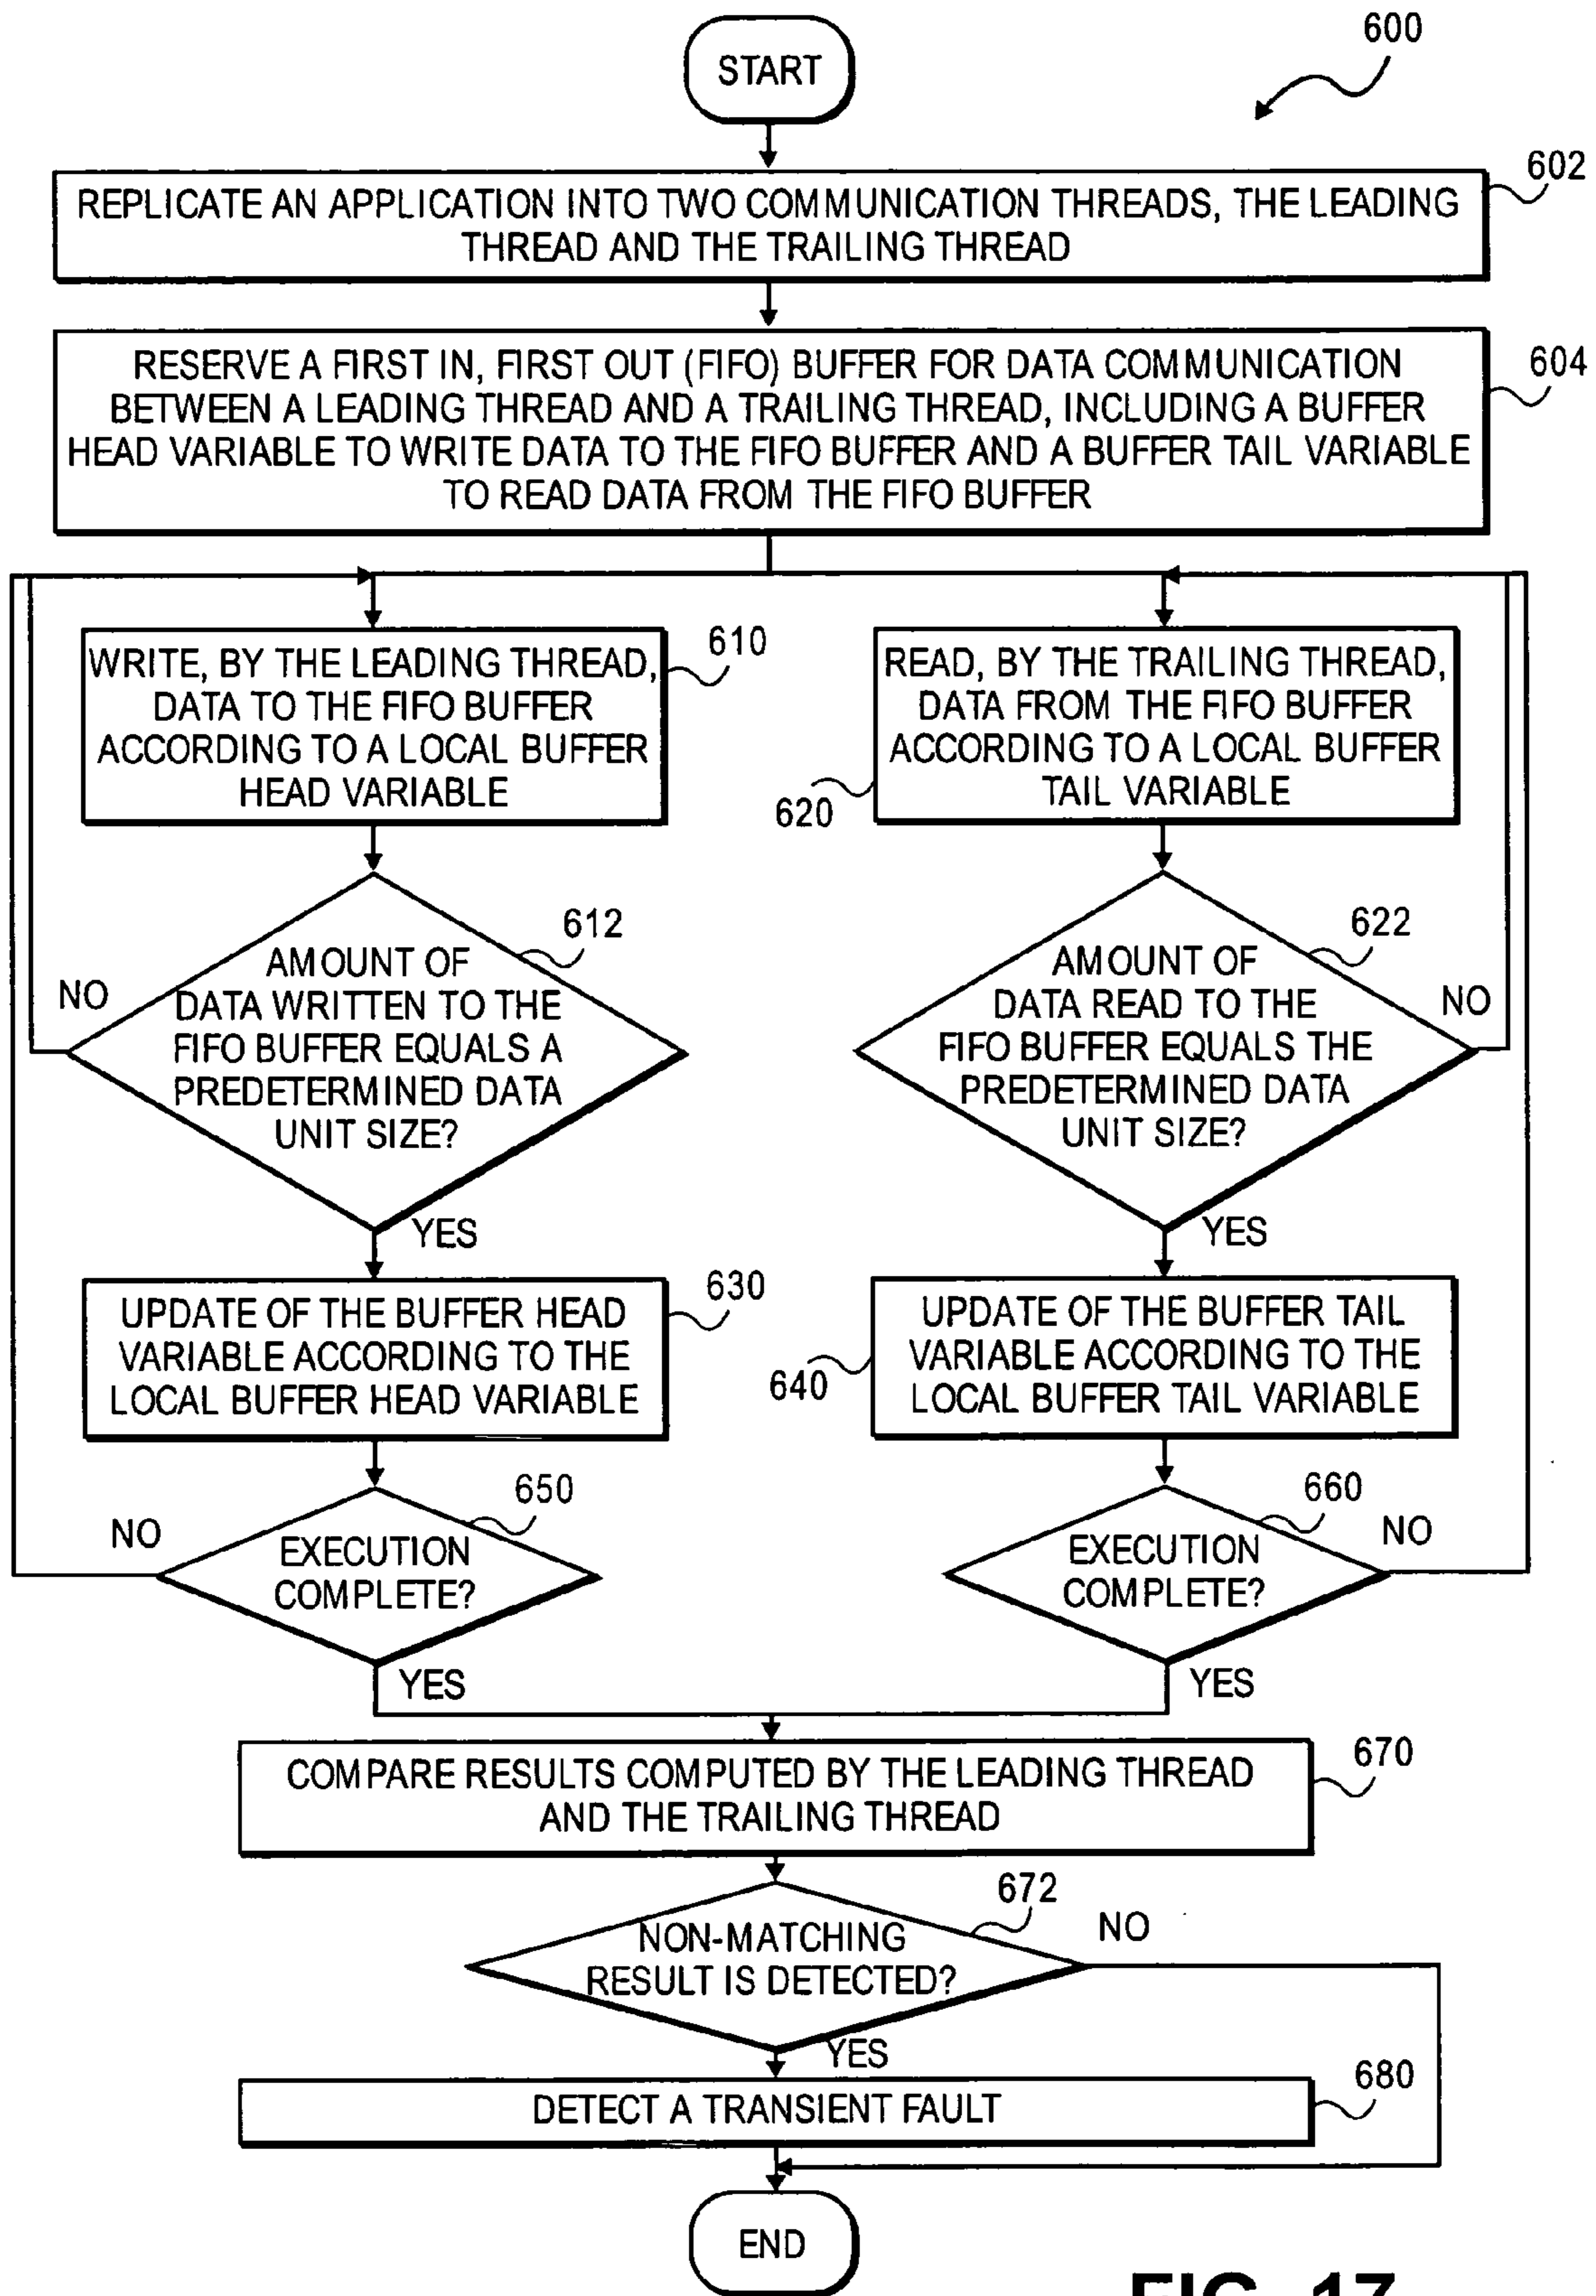 600
START
602
REPLICATE AN APPLICATION INTO TWO COMMUNICATION THREADS, THE LEADING
THREAD AND THE TRAILING THREAD
604
RESERVE A FIRST IN, FIRST OUT (FIFO) BUFFER FOR DATA COMMUNICATION
BETWEEN A LEADING THREAD AND A TRAILING THREAD, INCLUDING A BUFFER
HEAD VARIABLE TO WRITE DATA TO THE FIFO BUFFER AND A BUFFER TAIL VARIABLE
TO READ DATA FROM THE FIFO BUFFER
610
WRITE, BY THE LEADING THREAD,
DATA TO THE FIFO BUFFER
ACCORDING TO A LOCAL BUFFER
HEAD VARIABLE
620
READ, BY THE TRAILING THREAD,
DATA FROM THE FIFO BUFFER
ACCORDING TO A LOCAL BUFFER
TAIL VARIABLE
612
NO
AMOUNT OF
DATA WRITTEN TO THE
FIFO BUFFER EQUALS A
PREDETERMINED DATA
UNIT SIZE?
YES
622
NO
AMOUNT OF
DATA READ TO THE
FIFO BUFFER EQUALS THE
PREDETERMINED DATA
UNIT SIZE?
YES
630
UPDATE OF THE BUFFER HEAD
VARIABLE ACCORDING TO THE
LOCAL BUFFER HEAD VARIABLE
640
UPDATE OF THE BUFFER TAIL
VARIABLE ACCORDING TO THE
LOCAL BUFFER TAIL VARIABLE
650
NO
EXECUTION
COMPLETE?
YES
660
NO
EXECUTION
COMPLETE?
YES
670
COMPARE RESULTS COMPUTED BY THE LEADING THREAD
AND THE TRAILING THREAD
672
NO
NON-MATCHING
RESULT IS DETECTED?
YES
680
DETECT A TRANSIENT FAULT
END
FIG. 17